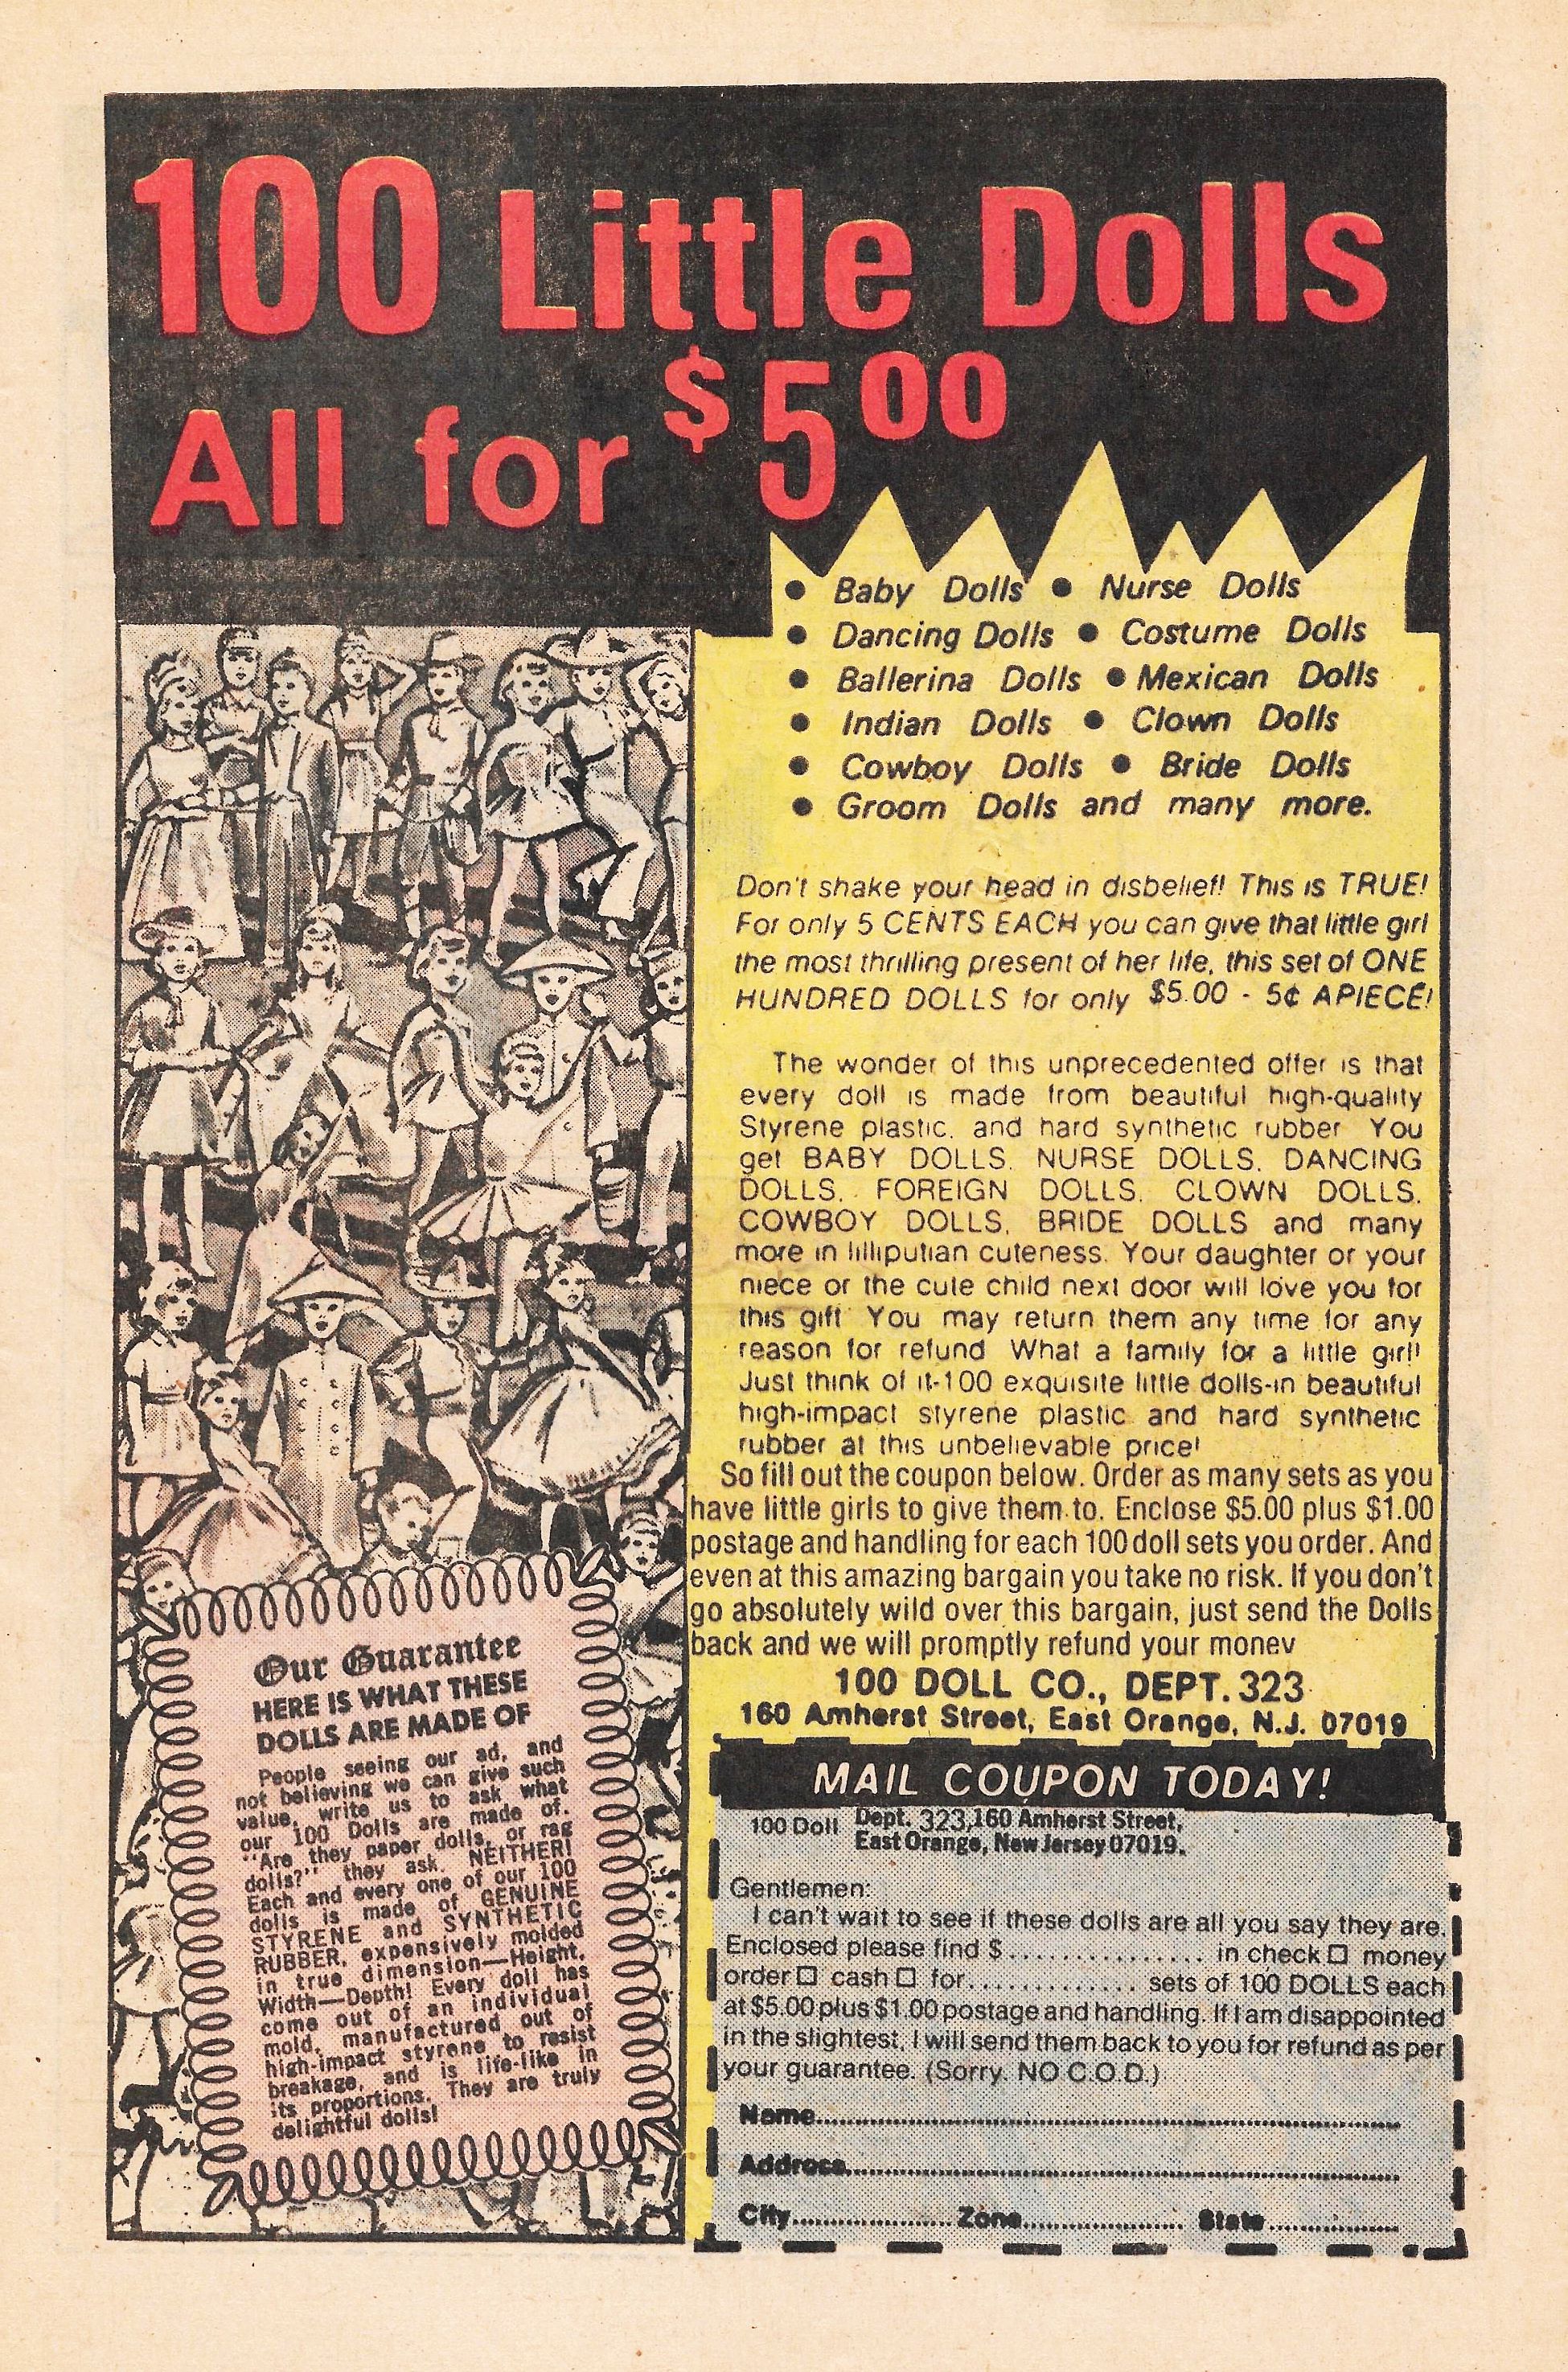 100 Little Dolls
All for $5.00
• Baby Dolls • Nurse Dolls
• Dancing Dolls • Costume Dolls
• Ballerina Dolls • Mexican Dolls
• Indian Dolls • Clown Dolls
• Cowboy Dolls • Bride Dolls
• Groom Dolls and many more.
Don't shake your head in disbelief! This is TRUE!
For only 5 CENTS EACH you can give that little girl
the most thrilling present of her life, this set of ONE
HUNDRED DOLLS for only $5.00 - 5¢ APIECE!
The wonder of this unprecedented offer is that
every doll is made from beautiful high-quality
Styrene plastic. and hard synthetic rubber You
get BABY DOLLS. NURSE DOLLS. DANCING
DOLLS. FOREIGN DOLLS. CLOWN DOLLS.
COWBOY DOLLS. BRIDE DOLLS and many
more in lilliputian cuteness. Your daughter or your
niece or the cute child next door will love you for
this gift You may return them any time for any
reason for refund What a family for a little girl!
Just think of it-100 exquisite little dolls-in beautiful
high-impact styrene plastic and hard synthetic
rubber at this unbelievable price!
So fill out the coupon below. Order as many sets as you
have little girls to give them to. Enclose $5.00 plus $1.00
postage and handling for each 100 doll sets you order. And
even at this amazing bargain you take no risk. If you don't
go absolutely wild over this bargain, just send the Dolls
back and we will promptly refund your money
100 DOLL CO., DEPT. 323
160 Amherst Street, East Orange, N.J. 07019
Our Guarantee
HERE IS WHAT THESE
DOLLS ARE MADE OF
People seeing our ad, and
not believing we can give such
value, write us to ask what
our 100 Dolls are made of.
"Are they paper dolls, or rag
dolls?" they ask. NEITHER!
Each and every one of our 100
dolls is made of GENUINE
STYRENE and SYNTHETIC
RUBBER, expensively molded
in true dimension—Height,
Width—Depth! Every doll has
come out of an individual
mold, manufactured out of
high-impact styrene to resist
breakage, and is life-like in
its proportions. They are truly
delightful dolls!
MAIL COUPON TODAY!
100 Doll Dept. 323, 160 Amherst Street,
East Orange, New Jersey 07019.
Gentlemen:
I can't wait to see if these dolls are all you say they are.
Enclosed please find $............... in check □ money
order □ cash □ for............. sets of 100 DOLLS each
at $5.00 plus $1.00 postage and handling. If I am disappointed
in the slightest, I will send them back to you for refund as per
your guarantee. (Sorry. NO C.O.D.)
Name..............................
Address..............................
City.................... Zone.................... State....................